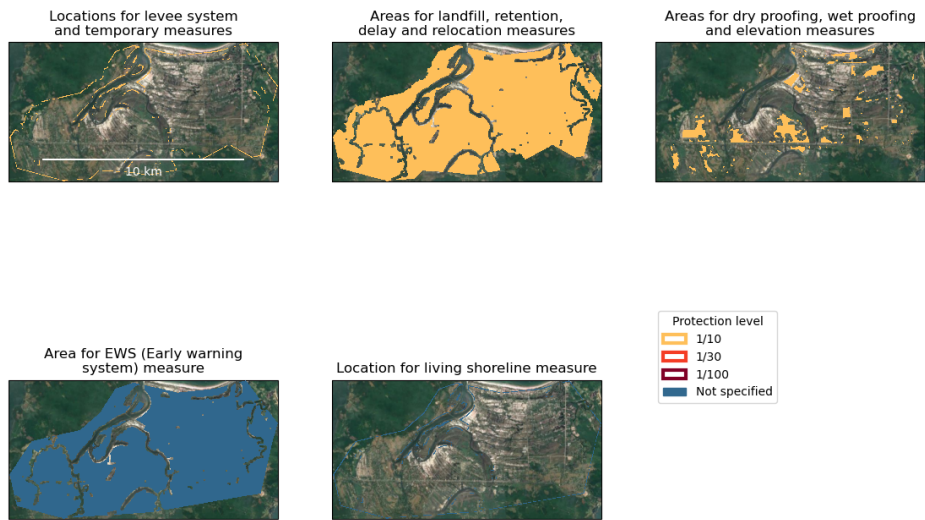 Locations for levee system
and temporary measures
Areas for landfill, retention,
delay and relocation measures
Areas for dry proofing, wet proofing
and elevation measures
10 km
Area for EWS (Early warning
system) measure
Location for living shoreline measure
Protection level
1/10
1/30
1/100
Not specified